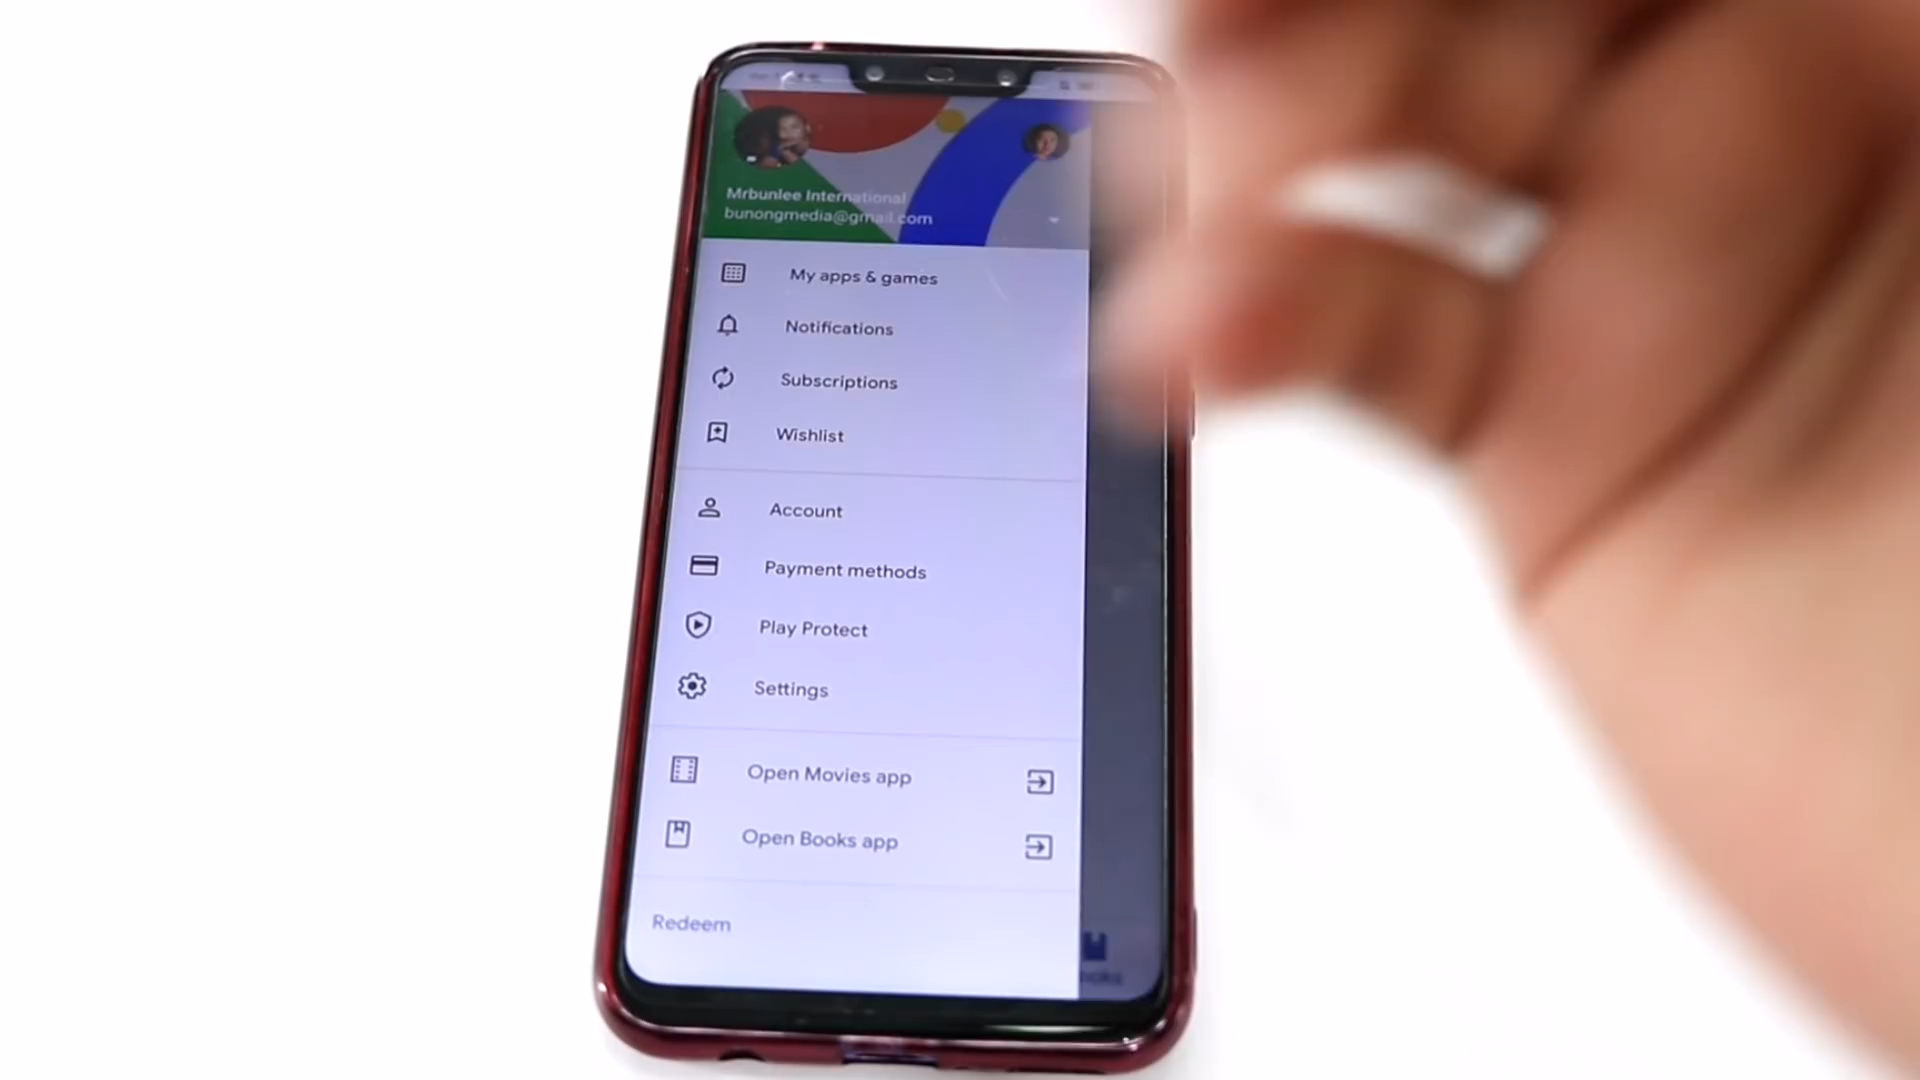 Mrbunlee International
bunongmedia@gmail.com
My apps & games
Notifications
Subscriptions
Wishlist
Account
Payment methods
Play Protect
Settings
Open Movies app
Open Books app
Redeem